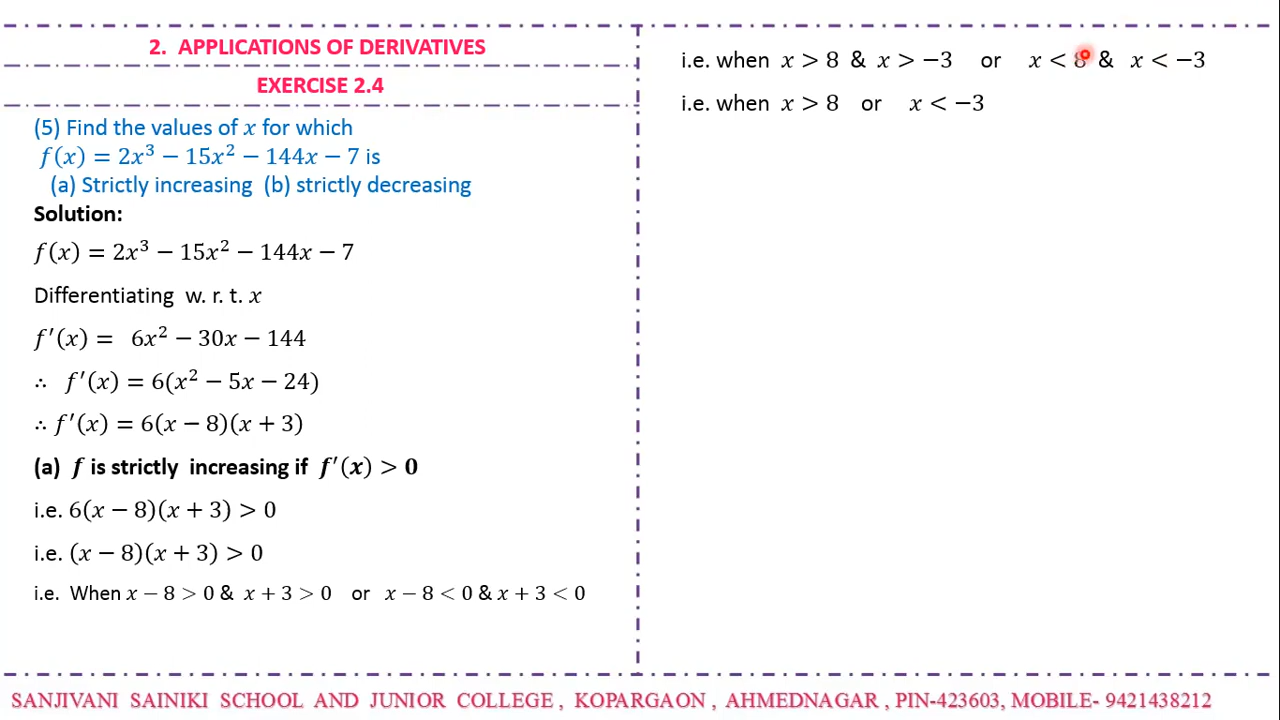 2. APPLICATIONS OF DERIVATIVES
EXERCISE 2.4
(5) Find the values of x for which
f(x) = 2x³ − 15x² − 144x − 7 is
(a) Strictly increasing (b) strictly decreasing
Solution:
f(x) = 2x³ − 15x² − 144x − 7
Differentiating w. r. t. x
f′(x) = 6x² − 30x − 144
∴ f′(x) = 6(x² − 5x − 24)
∴ f′(x) = 6(x − 8)(x + 3)
(a) f is strictly increasing if f′(x) > 0
i.e. 6(x − 8)(x + 3) > 0
i.e. (x − 8)(x + 3) > 0
i.e. When x − 8 > 0 & x + 3 > 0 or x − 8 < 0 & x + 3 < 0
i.e. when x > 8 & x > −3 or x < 8 & x < −3
i.e. when x > 8 or x < −3
SANJIVANI SAINIKI SCHOOL AND JUNIOR COLLEGE , KOPARGAON , AHMEDNAGAR , PIN-423603, MOBILE- 9421438212